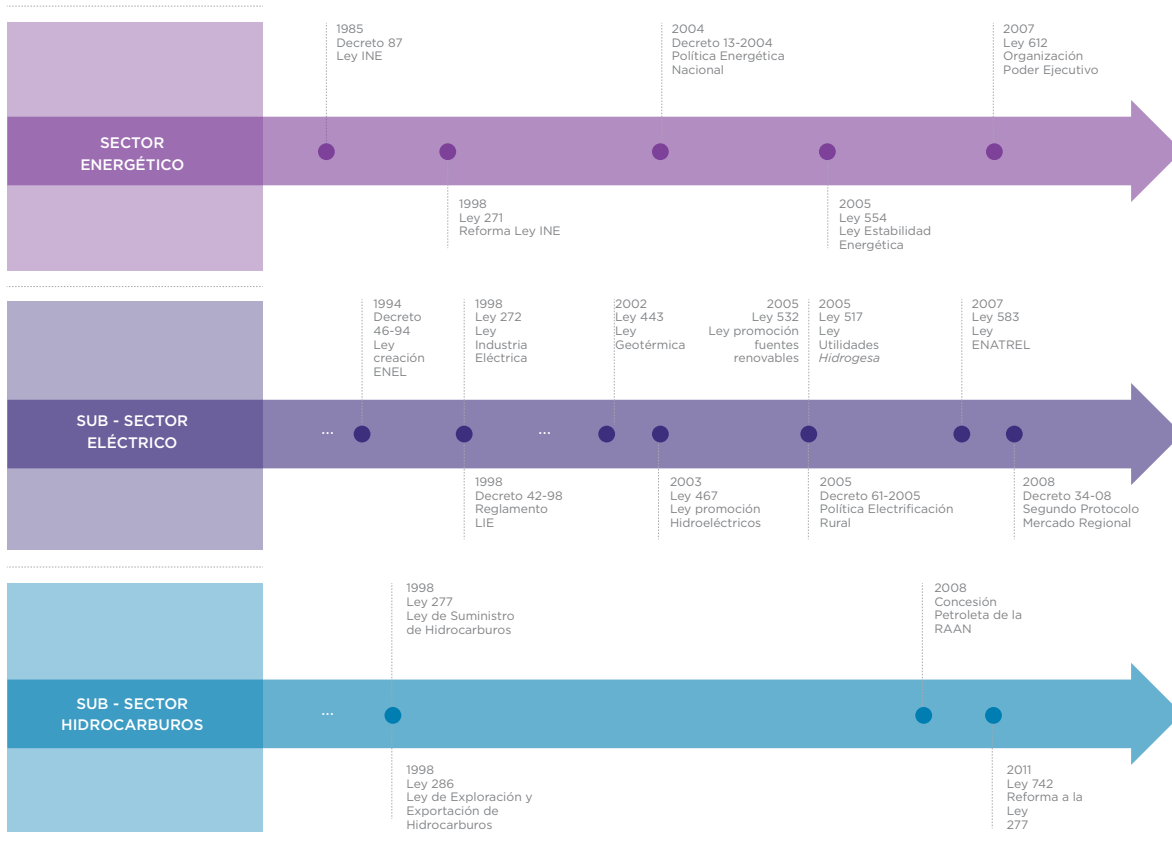 1985
Decreto 87
Ley INE
2004
Decreto 13-2004
Política Energética
Nacional
2007
Ley 612
Organización
Poder Ejecutivo
SECTOR
ENERGÉTICO
1998
Ley 271
Reforma Ley INE
2005
Ley 554
Ley Estabilidad
Energética
1994
Decreto
46-94
Ley
creación
ENEL
1998
Ley 272
Ley
Industria
Eléctrica
2002
Ley 443
Ley
Geotérmica
2005
Ley 532
Ley promoción
fuentes
renovables
2005
Ley 517
Ley
Utilidades
Hidrogesa
2007
Ley 583
Ley
ENATREL
SUB - SECTOR
ELÉCTRICO
...
...
1998
Decreto 42-98
Reglamento
LIE
2003
Ley 467
Ley promoción
Hidroeléctricos
2005
Decreto 61-2005
Política Electrificación
Rural
2008
Decreto 34-08
Segundo Protocolo
Mercado Regional
1998
Ley 277
Ley de Suministro
de Hidrocarburos
2008
Concesión
Petroleta de la
RAAN
SUB - SECTOR
HIDROCARBUROS
...
1998
Ley 286
Ley de Exploración y
Exportación de
Hidrocarburos
2011
Ley 742
Reforma a la
Ley
277